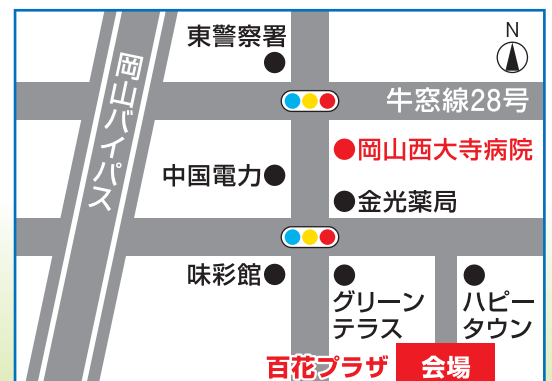 東警察署
N
岡山バイパス
牛窓線28号
岡山西大寺病院
中国電力
金光薬局
味彩館
グリーン
テラス
ハピー
タウン
百花プラザ
会場